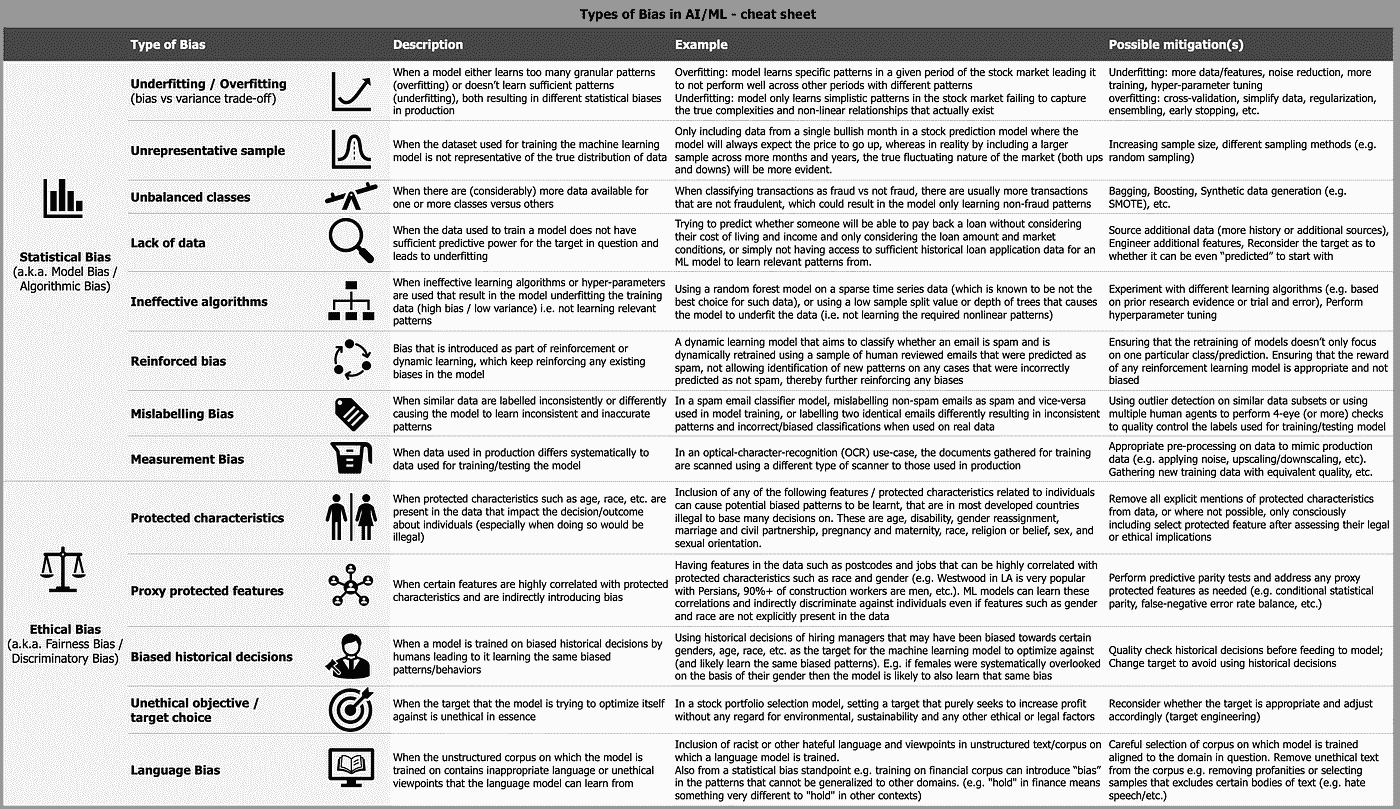 Types of Bias in AI/ML - cheat sheet
Type of Bias
Description
Example
Possible mitigation(s)
Statistical Bias
(a.k.a. Model Bias /
Algorithmic Bias)
Underfitting / Overfitting
(bias vs variance trade-off)
When a model either learns too many granular patterns
(overfitting) or doesn't learn sufficient patterns
(underfitting), both resulting in different statistical biases
in production
Overfitting: model learns specific patterns in a given period of the stock market leading it
to not perform well across other periods with different patterns
Underfitting: model only learns simplistic patterns in the stock market failing to capture
the true complexities and non-linear relationships that actually exist
Underfitting: more data/features, noise reduction, more
training, hyper-parameter tuning
overfitting: cross-validation, simplify data, regularization,
ensembling, early stopping, etc.
Unrepresentative sample
When the dataset used for training the machine learning
model is not representative of the true distribution of data
Only including data from a single bullish month in a stock prediction model where the
model will always expect the price to go up, whereas in reality by including a larger
sample across more months and years, the true fluctuating nature of the market (both ups
and downs) will be more evident.
Increasing sample size, different sampling methods (e.g.
random sampling)
Unbalanced classes
When there are (considerably) more data available for
one or more classes versus others
When classifying transactions as fraud vs not fraud, there are usually more transactions
that are not fraudulent, which could result in the model only learning non-fraud patterns
Bagging, Boosting, Synthetic data generation (e.g.
SMOTE), etc.
Lack of data
When the data used to train a model does not have
sufficient predictive power for the target in question and
leads to underfitting
Trying to predict whether someone will be able to pay back a loan without considering
their cost of living and income and only considering the loan amount and market
conditions, or simply not having access to sufficient historical loan application data for an
ML model to learn relevant patterns from.
Source additional data (more history or additional sources),
Engineer additional features, Reconsider the target as to
whether it can be even "predicted" to start with
Ineffective algorithms
When ineffective learning algorithms or hyper-parameters
are used that result in the model underfitting the training
data (high bias / low variance) i.e. not learning relevant
patterns
Using a random forest model on a sparse time series data (which is known to be not the
best choice for such data), or using a low sample split value or depth of trees that causes
the model to underfit the data (i.e. not learning the required nonlinear patterns)
Experiment with different learning algorithms (e.g. based
on prior research evidence or trial and error), Perform
hyperparameter tuning
Reinforced bias
Bias that is introduced as part of reinforcement or
dynamic learning, which keep reinforcing any existing
biases in the model
A dynamic learning model that aims to classify whether an email is spam and is
dynamically retrained using a sample of human reviewed emails that were predicted as
spam, not allowing identification of new patterns on any cases that were incorrectly
predicted as not spam, thereby further reinforcing any biases
Ensuring that the retraining of models doesn't only focus
on one particular class/prediction. Ensuring that the reward
of any reinforcement learning model is appropriate and not
biased
Mislabelling Bias
When similar data are labelled inconsistently or differently
causing the model to learn inconsistent and inaccurate
patterns
In a spam email classifier model, mislabelling non-spam emails as spam and vice-versa
used in model training, or labelling two identical emails differently resulting in inconsistent
patterns and incorrect/biased classifications when used on real data
Using outlier detection on similar data subsets or using
multiple human agents to perform 4-eye (or more) checks
to quality control the labels used for training/testing model
Measurement Bias
When data used in production differs systematically to
data used for training/testing the model
In an optical-character-recognition (OCR) use-case, the documents gathered for training
are scanned using a different type of scanner to those used in production
Appropriate pre-processing on data to mimic production
data (e.g. applying noise, upscaling/downscaling, etc).
Gathering new training data with equivalent quality, etc.
Ethical Bias
(a.k.a. Fairness Bias /
Discriminatory Bias)
Protected characteristics
When protected characteristics such as age, race, etc. are
present in the data that impact the decision/outcome
about individuals (especially when doing so would be
illegal)
Inclusion of any of the following features / protected characteristics related to individuals
can cause potential biased patterns to be learnt, that are in most developed countries
illegal to base many decisions on. These are age, disability, gender reassignment,
marriage and civil partnership, pregnancy and maternity, race, religion or belief, sex, and
sexual orientation.
Remove all explicit mentions of protected characteristics
from data, or where not possible, only consciously
including select protected feature after assessing their legal
or ethical implications
Proxy protected features
When certain features are highly correlated with protected
characteristics and are indirectly introducing bias
Having features in the data such as postcodes and jobs that can be highly correlated with
protected characteristics such as race and gender (e.g. Westwood in LA is very popular
with Persians, 90%+ of construction workers are men, etc.). ML models can learn these
correlations and indirectly discriminate against individuals even if features such as gender
and race are not explicitly present in the data
Perform predictive parity tests and address any proxy
protected features as needed (e.g. conditional statistical
parity, false-negative error rate balance, etc.)
Biased historical decisions
When a model is trained on biased historical decisions by
humans leading to it learning the same biased
patterns/behaviors
Using historical decisions of hiring managers that may have been biased towards certain
genders, age, race, etc. as the target for the machine learning model to optimize against
(and likely learn the same biased patterns). E.g. if females were systematically overlooked
on the basis of their gender then the model is likely to also learn that same bias
Quality check historical decisions before feeding to model;
Change target to avoid using historical decisions
Unethical objective /
target choice
When the target that the model is trying to optimize itself
against is unethical in essence
In a stock portfolio selection model, setting a target that purely seeks to increase profit
without any regard for environmental, sustainability and any other ethical or legal factors
Reconsider whether the target is appropriate and adjust
accordingly (target engineering)
Language Bias
When the unstructured corpus on which the model is
trained on contains inappropriate language or unethical
viewpoints that the language model can learn from
Inclusion of racist or other hateful language and viewpoints in unstructured text/corpus on
which a language model is trained.
Also from a statistical bias standpoint e.g. training on financial corpus can introduce "bias"
in the patterns that cannot be generalized to other domains. (e.g. "hold" in finance means
something very different to "hold" in other contexts)
Careful selection of corpus on which model is trained
aligned to the domain in question. Remove unethical text
from the corpus e.g. removing profanities or selecting
samples that excludes certain bodies of text (e.g. hate
speech/etc.)